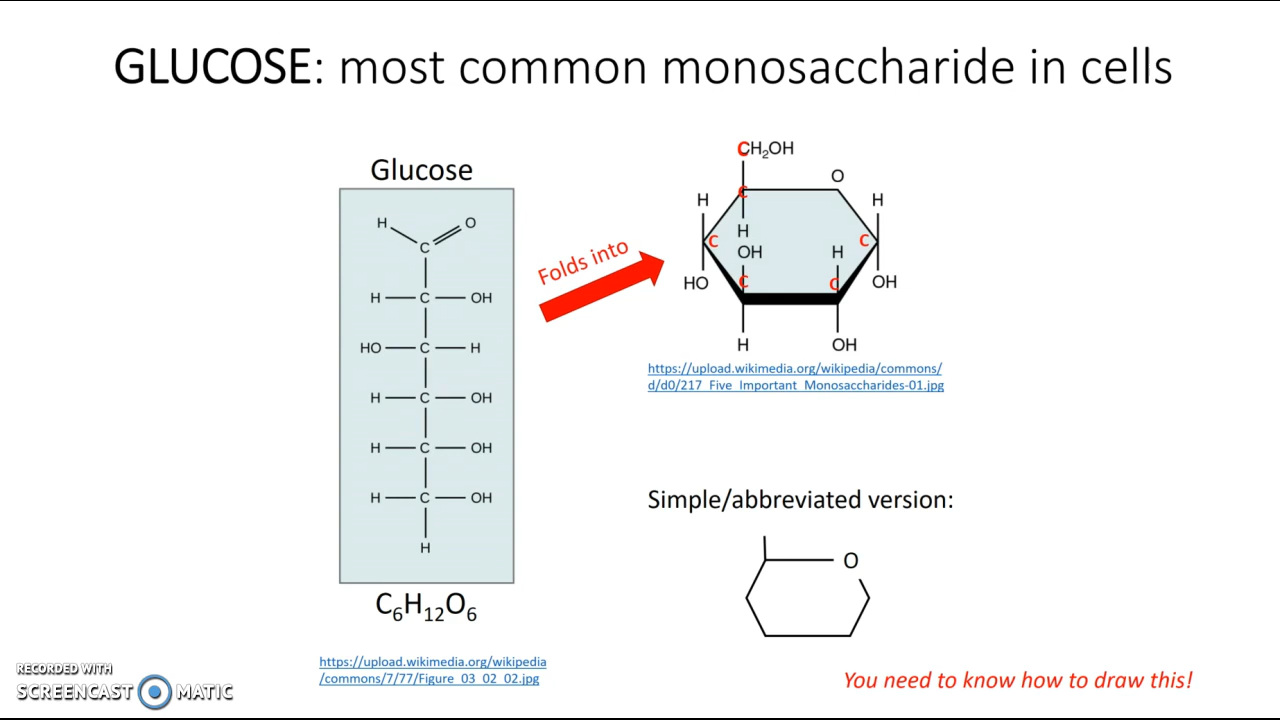 GLUCOSE: most common monosaccharide in cells
Glucose
H O
C
H C OH
HO C H
H C OH
H C OH
H C OH
H
C₆H₁₂O₆
https://upload.wikimedia.org/wikipedia
/commons/7/77/Figure_03_02_02.jpg
Folds into
CH₂OH
O
C
H H
H
C C
OH H
HO OH
C C
H OH
https://upload.wikimedia.org/wikipedia/commons/
d/d0/217_Five_Important_Monosaccharides-01.jpg
Simple/abbreviated version:
O
You need to know how to draw this!
RECORDED WITH
SCREENCAST MATIC